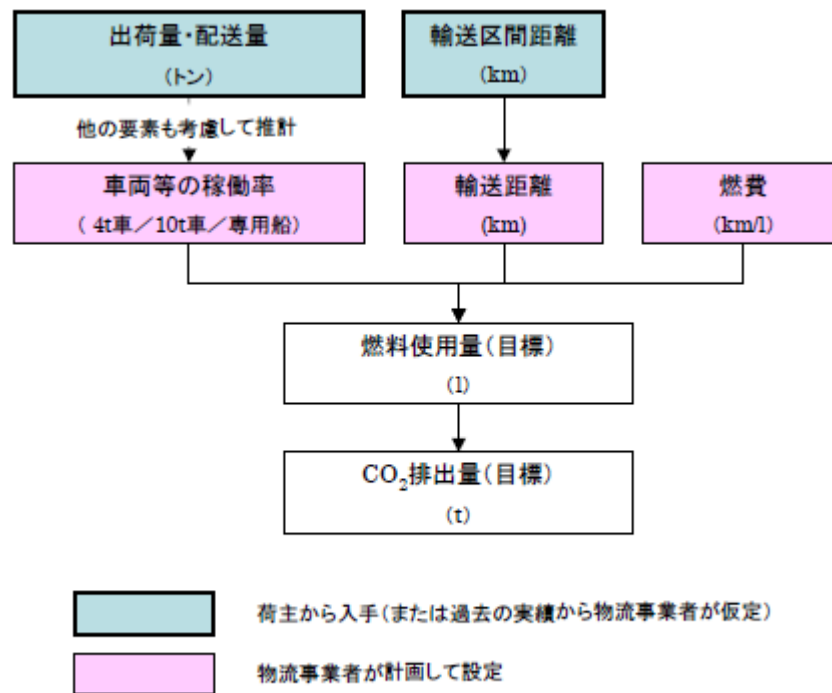 出荷量・配送量
(トン)
輸送区間距離
(km)
他の要素も考慮して推計
車両等の稼働率
( 4t車／10t車／専用船)
輸送距離
(km)
燃費
(km/l)
燃料使用量(目標)
(l)
CO₂排出量(目標)
(t)
荷主から入手(または過去の実績から物流事業者が仮定)
物流事業者が計画して設定